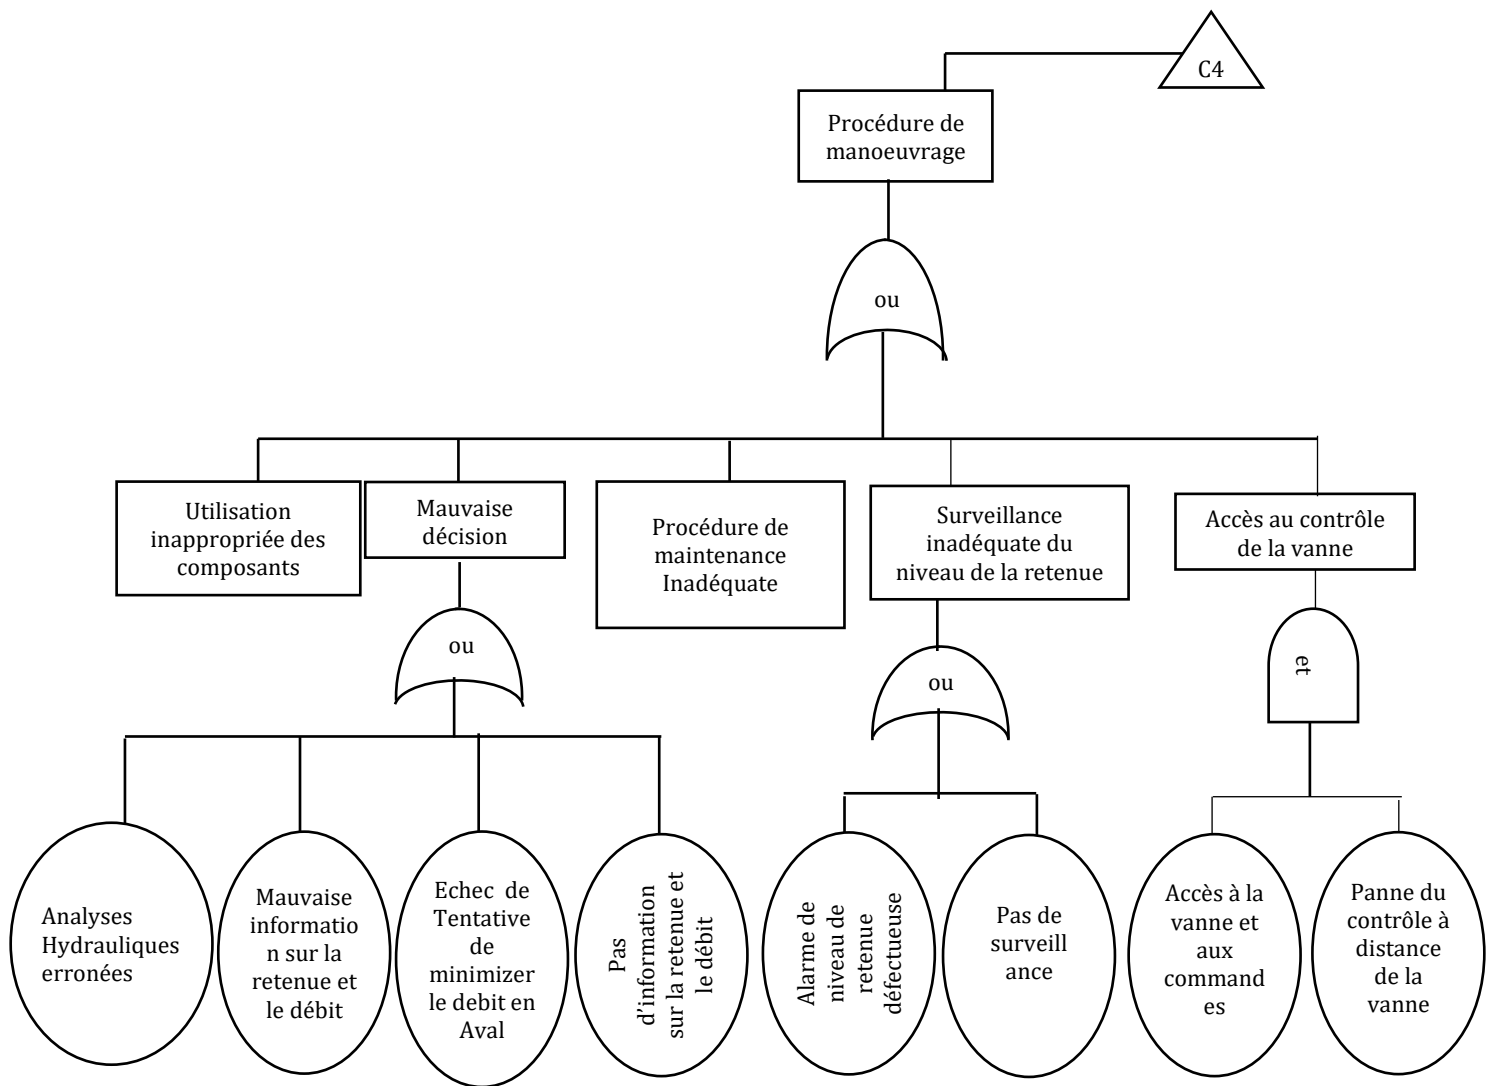 C4
Procédure de
manoeuvrage
ou
Utilisation
inappropriée des
composants
Mauvaise
décision
Procédure de
maintenance
Inadéquate
Surveillance
inadéquate du
niveau de la retenue
Accès au contrôle
de la vanne
ou
ou
et
Analyses
Hydrauliques
erronées
Mauvaise
informatio
n sur la
retenue et
le débit
Echec de
Tentative
de
minimizer
le debit en
Aval
Pas
d'information
sur la retenue et
le débit
Alarme de
niveau de
retenue
défectueuse
Pas de
surveill
ance
Accès à la
vanne et
aux
command
es
Panne du
contrôle à
distance
de la
vanne